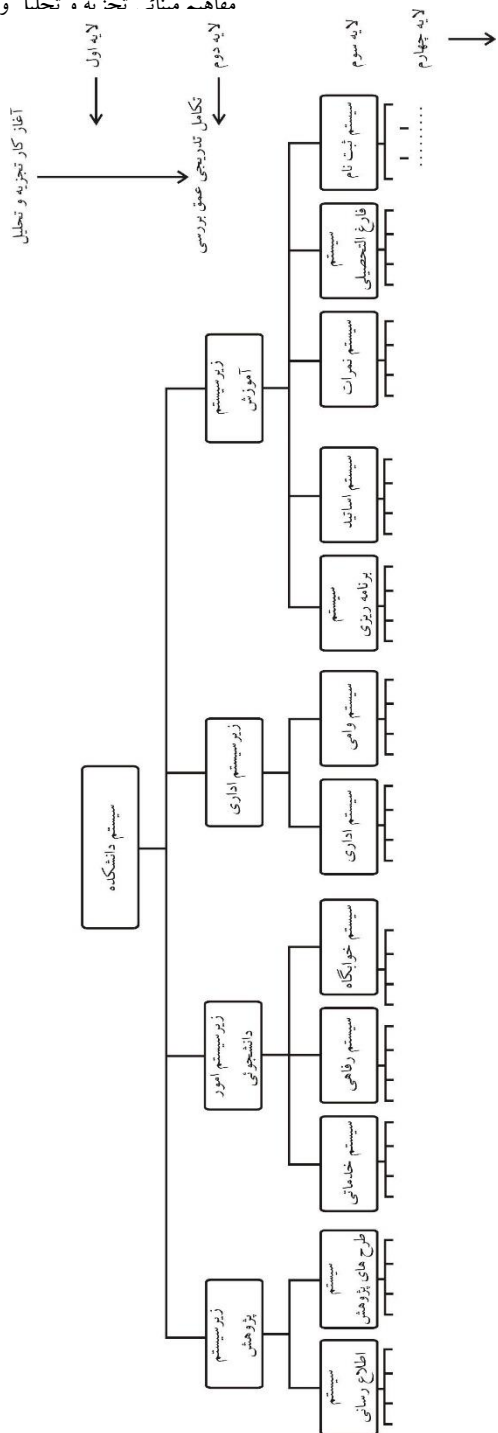 مفاهیم مبنائی تجزیه و تحلیل و
آغاز کار تجزیه و تحلیل
لایه اول
تکامل تدریجی عمق بررسی
لایه دوم
لایه سوم
لایه چهارم
سیستم دانشکده
زیرسیستم
آموزش
زیرسیستم اداری
زیرسیستم امور
دانشجوئی
زیرسیستم
پژوهش
سیستم ثبت نام
سیستم
فارغ التحصیلی
سیستم نمرات
سیستم اساتید
سیستم
برنامه ریزی
سیستم وامی
سیستم اداری
سیستم خوابگاه
سیستم رفاهی
سیستم خدماتی
سیستم
طرح های پژوهش
سیستم
اطلاع رسانی